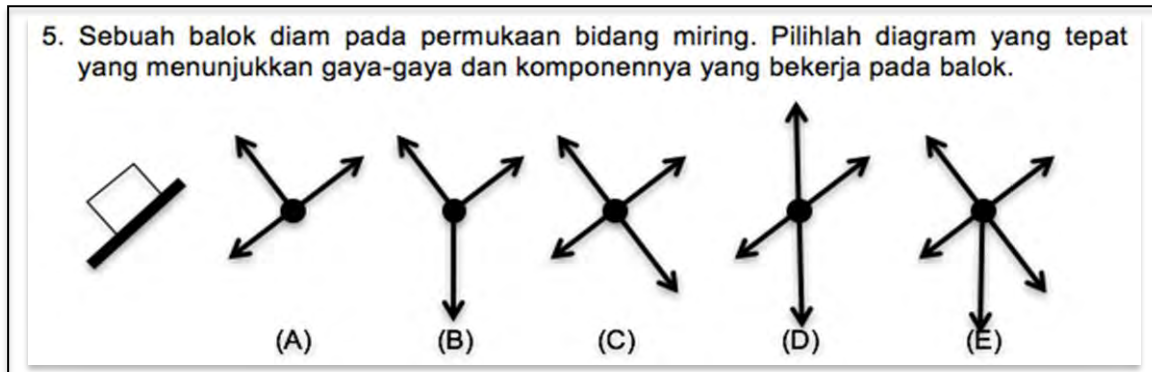 5. Sebuah balok diam pada permukaan bidang miring. Pilihlah diagram yang tepat
yang menunjukkan gaya-gaya dan komponennya yang bekerja pada balok.
(A) (B) (C) (D) (E)